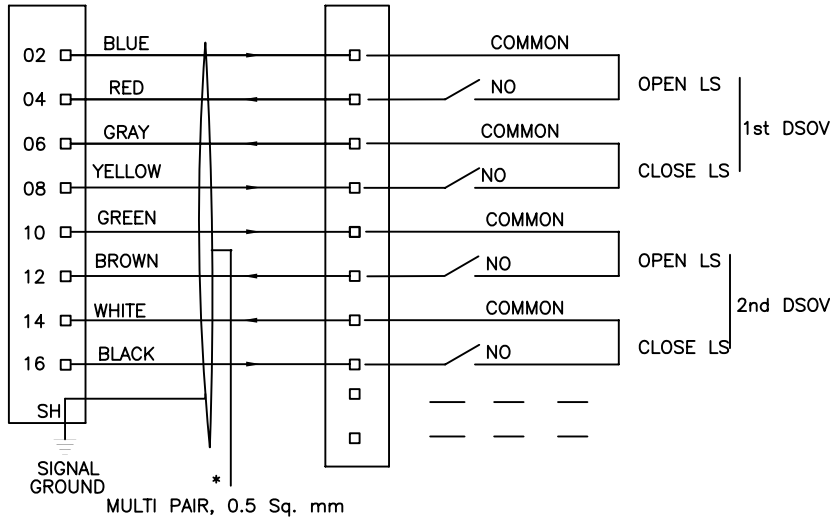 02 BLUE COMMON
04 RED NO OPEN LS
1st DSOV
06 GRAY COMMON
08 YELLOW NO CLOSE LS
10 GREEN COMMON
12 BROWN NO OPEN LS
2nd DSOV
14 WHITE COMMON
16 BLACK NO CLOSE LS
SH
SIGNAL
GROUND
*
MULTI PAIR, 0.5 Sq. mm